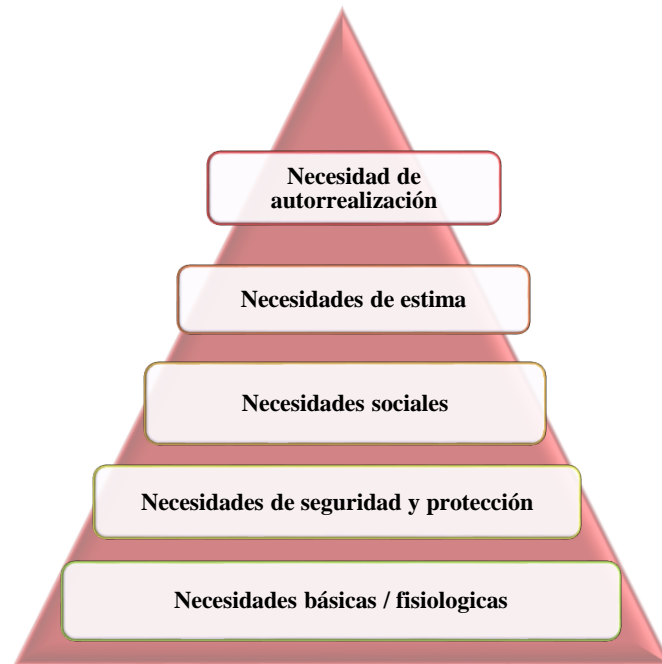 Necesidad de
autorrealización
Necesidades de estima
Necesidades sociales
Necesidades de seguridad y protección
Necesidades básicas / fisiologicas